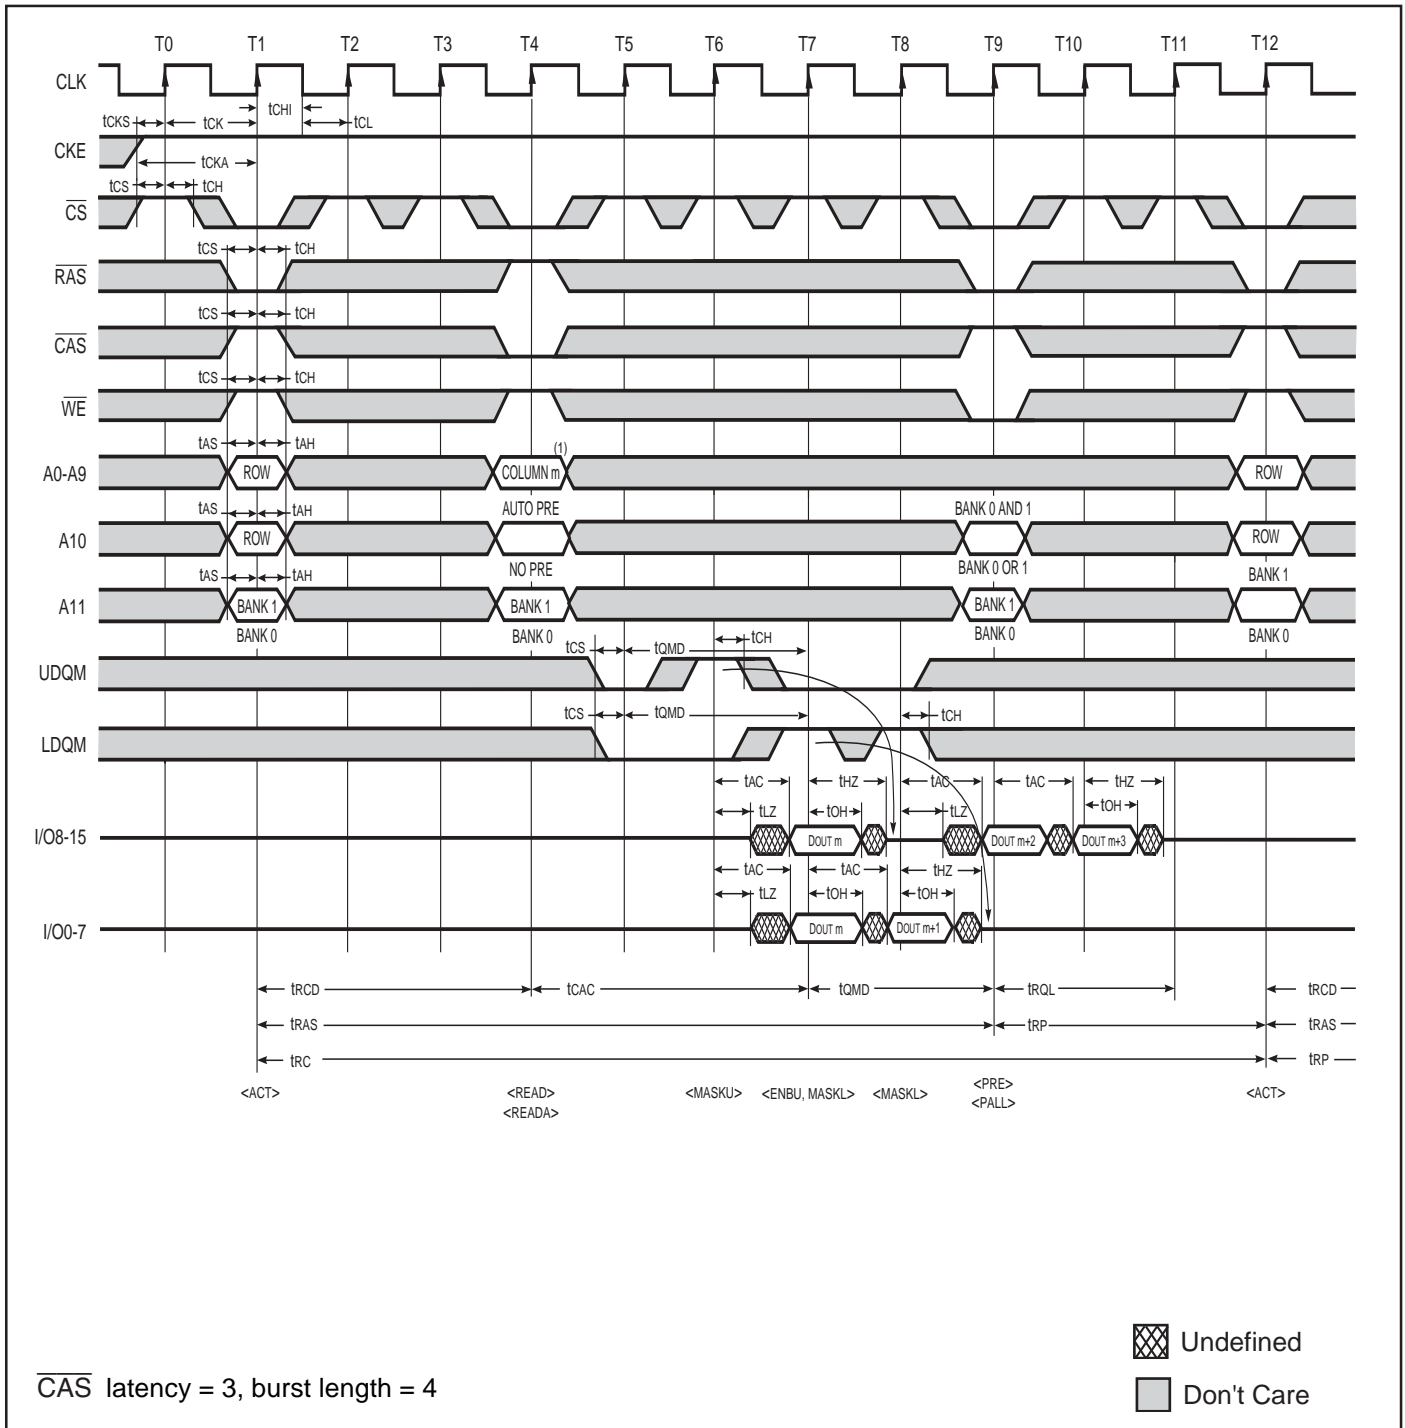 T0 T1 T2 T3 T4 T5 T6 T7 T8 T9 T10 T11 T12
CLK
tCHI
tCKS tCK tCL
CKE
tCKA
tCS tCH
CS
tCS tCH
RAS
tCS tCH
CAS
tCS tCH
WE
tAS tAH (1)
A0-A9 ROW COLUMN m ROW
tAS tAH AUTO PRE BANK 0 AND 1
A10 ROW ROW
tAS tAH NO PRE BANK 0 OR 1 BANK 1
A11 BANK 1 BANK 1 BANK 1
BANK 0 BANK 0 BANK 0 BANK 0
tCS tQMD tCH
UDQM
tCS tQMD tCH
LDQM
tAC tHZ tAC tAC tHZ
tLZ tOH tLZ tOH
I/O8-15 DOUT m DOUT m+2 DOUT m+3
tAC tAC tHZ
tLZ tOH tOH
I/O0-7 DOUT m DOUT m+1
tRCD tCAC tQMD tRQL tRCD
tRAS tRP tRAS
tRC tRP
<ACT> <READ> <MASKU> <ENBU, MASKL> <MASKL> <PRE> <ACT>
<READA> <PALL>
Undefined
CAS latency = 3, burst length = 4
Don't Care